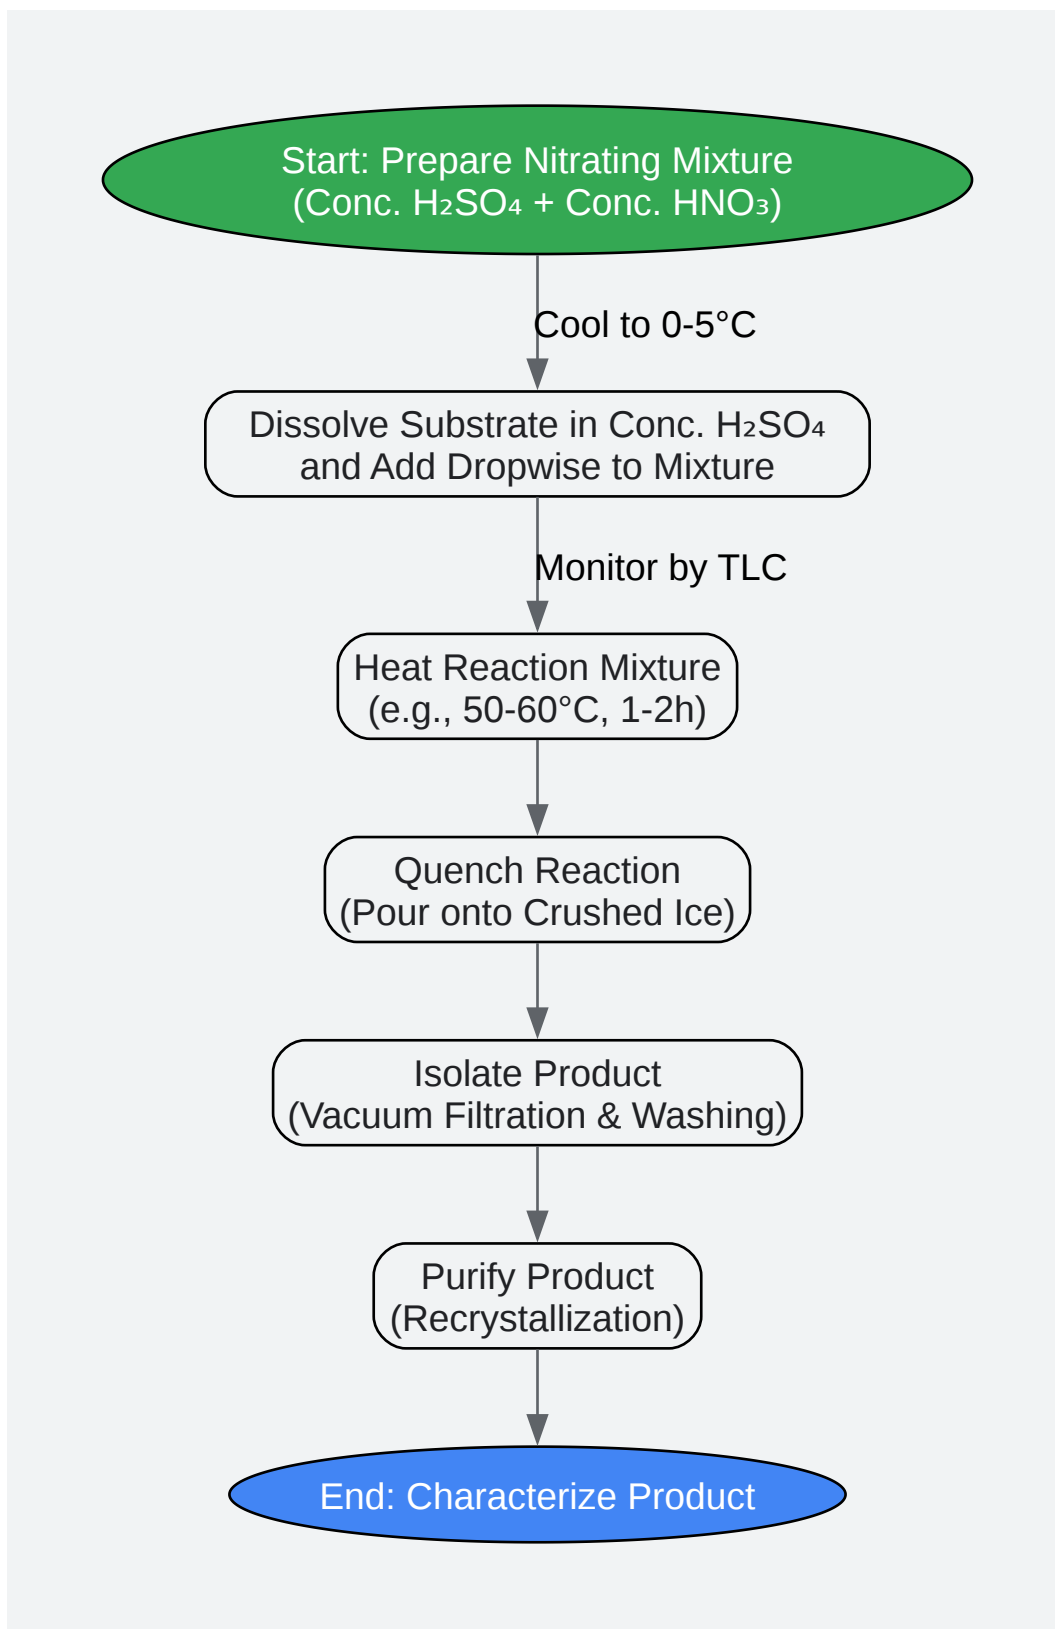 Start: Prepare Nitrating Mixture
(Conc. H₂SO₄ + Conc. HNO₃)
Cool to 0-5°C
Dissolve Substrate in Conc. H₂SO₄
and Add Dropwise to Mixture
Monitor by TLC
Heat Reaction Mixture
(e.g., 50-60°C, 1-2h)
Quench Reaction
(Pour onto Crushed Ice)
Isolate Product
(Vacuum Filtration & Washing)
Purify Product
(Recrystallization)
End: Characterize Product